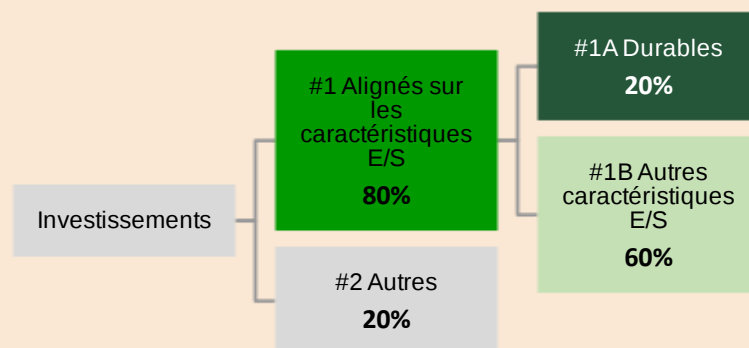 Investissements
#1 Alignés sur
les
caractéristiques
E/S
80%
#2 Autres
20%
#1A Durables
20%
#1B Autres
caractéristiques
E/S
60%